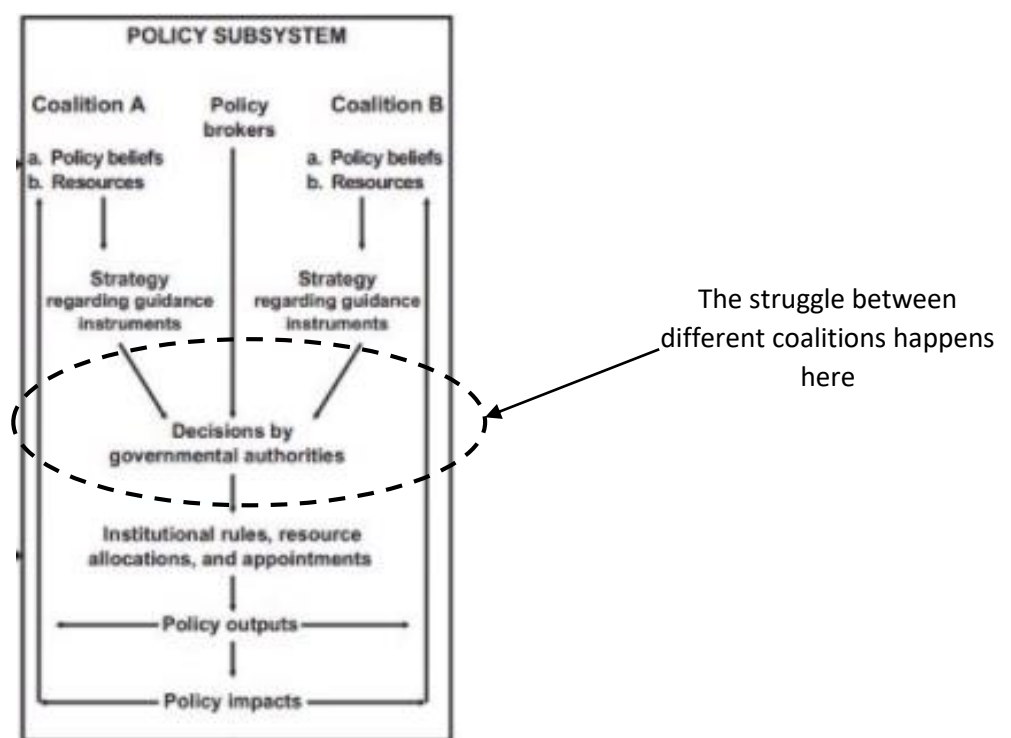 POLICY SUBSYSTEM
Coalition A
Policy
brokers
Coalition B
a. Policy beliefs
b. Resources
a. Policy beliefs
b. Resources
Strategy
regarding guidance
instruments
Strategy
regarding guidance
instruments
Decisions by
governmental authorities
Institutional rules, resource
allocations, and appointments
Policy outputs
Policy impacts
The struggle between
different coalitions happens
here